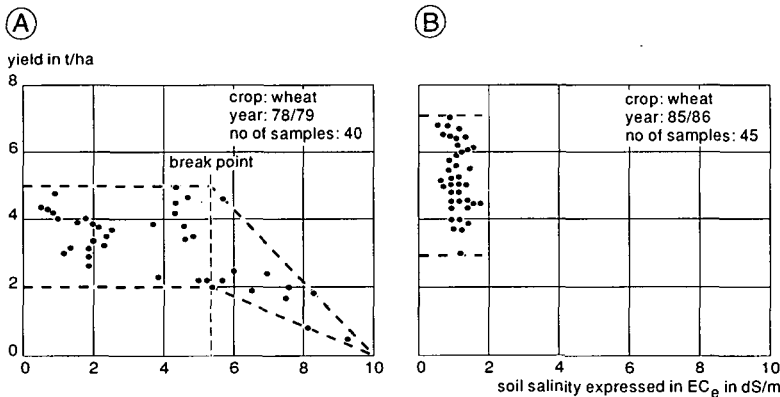 A
B
yield in t/ha
8
crop: wheat
year: 78/79
no of samples: 40
break point
6
4
2
0
0 2 4 6 8 10
crop: wheat
year: 85/86
no of samples: 45
0 2 4 6 8 10
soil salinity expressed in ECe in dS/m